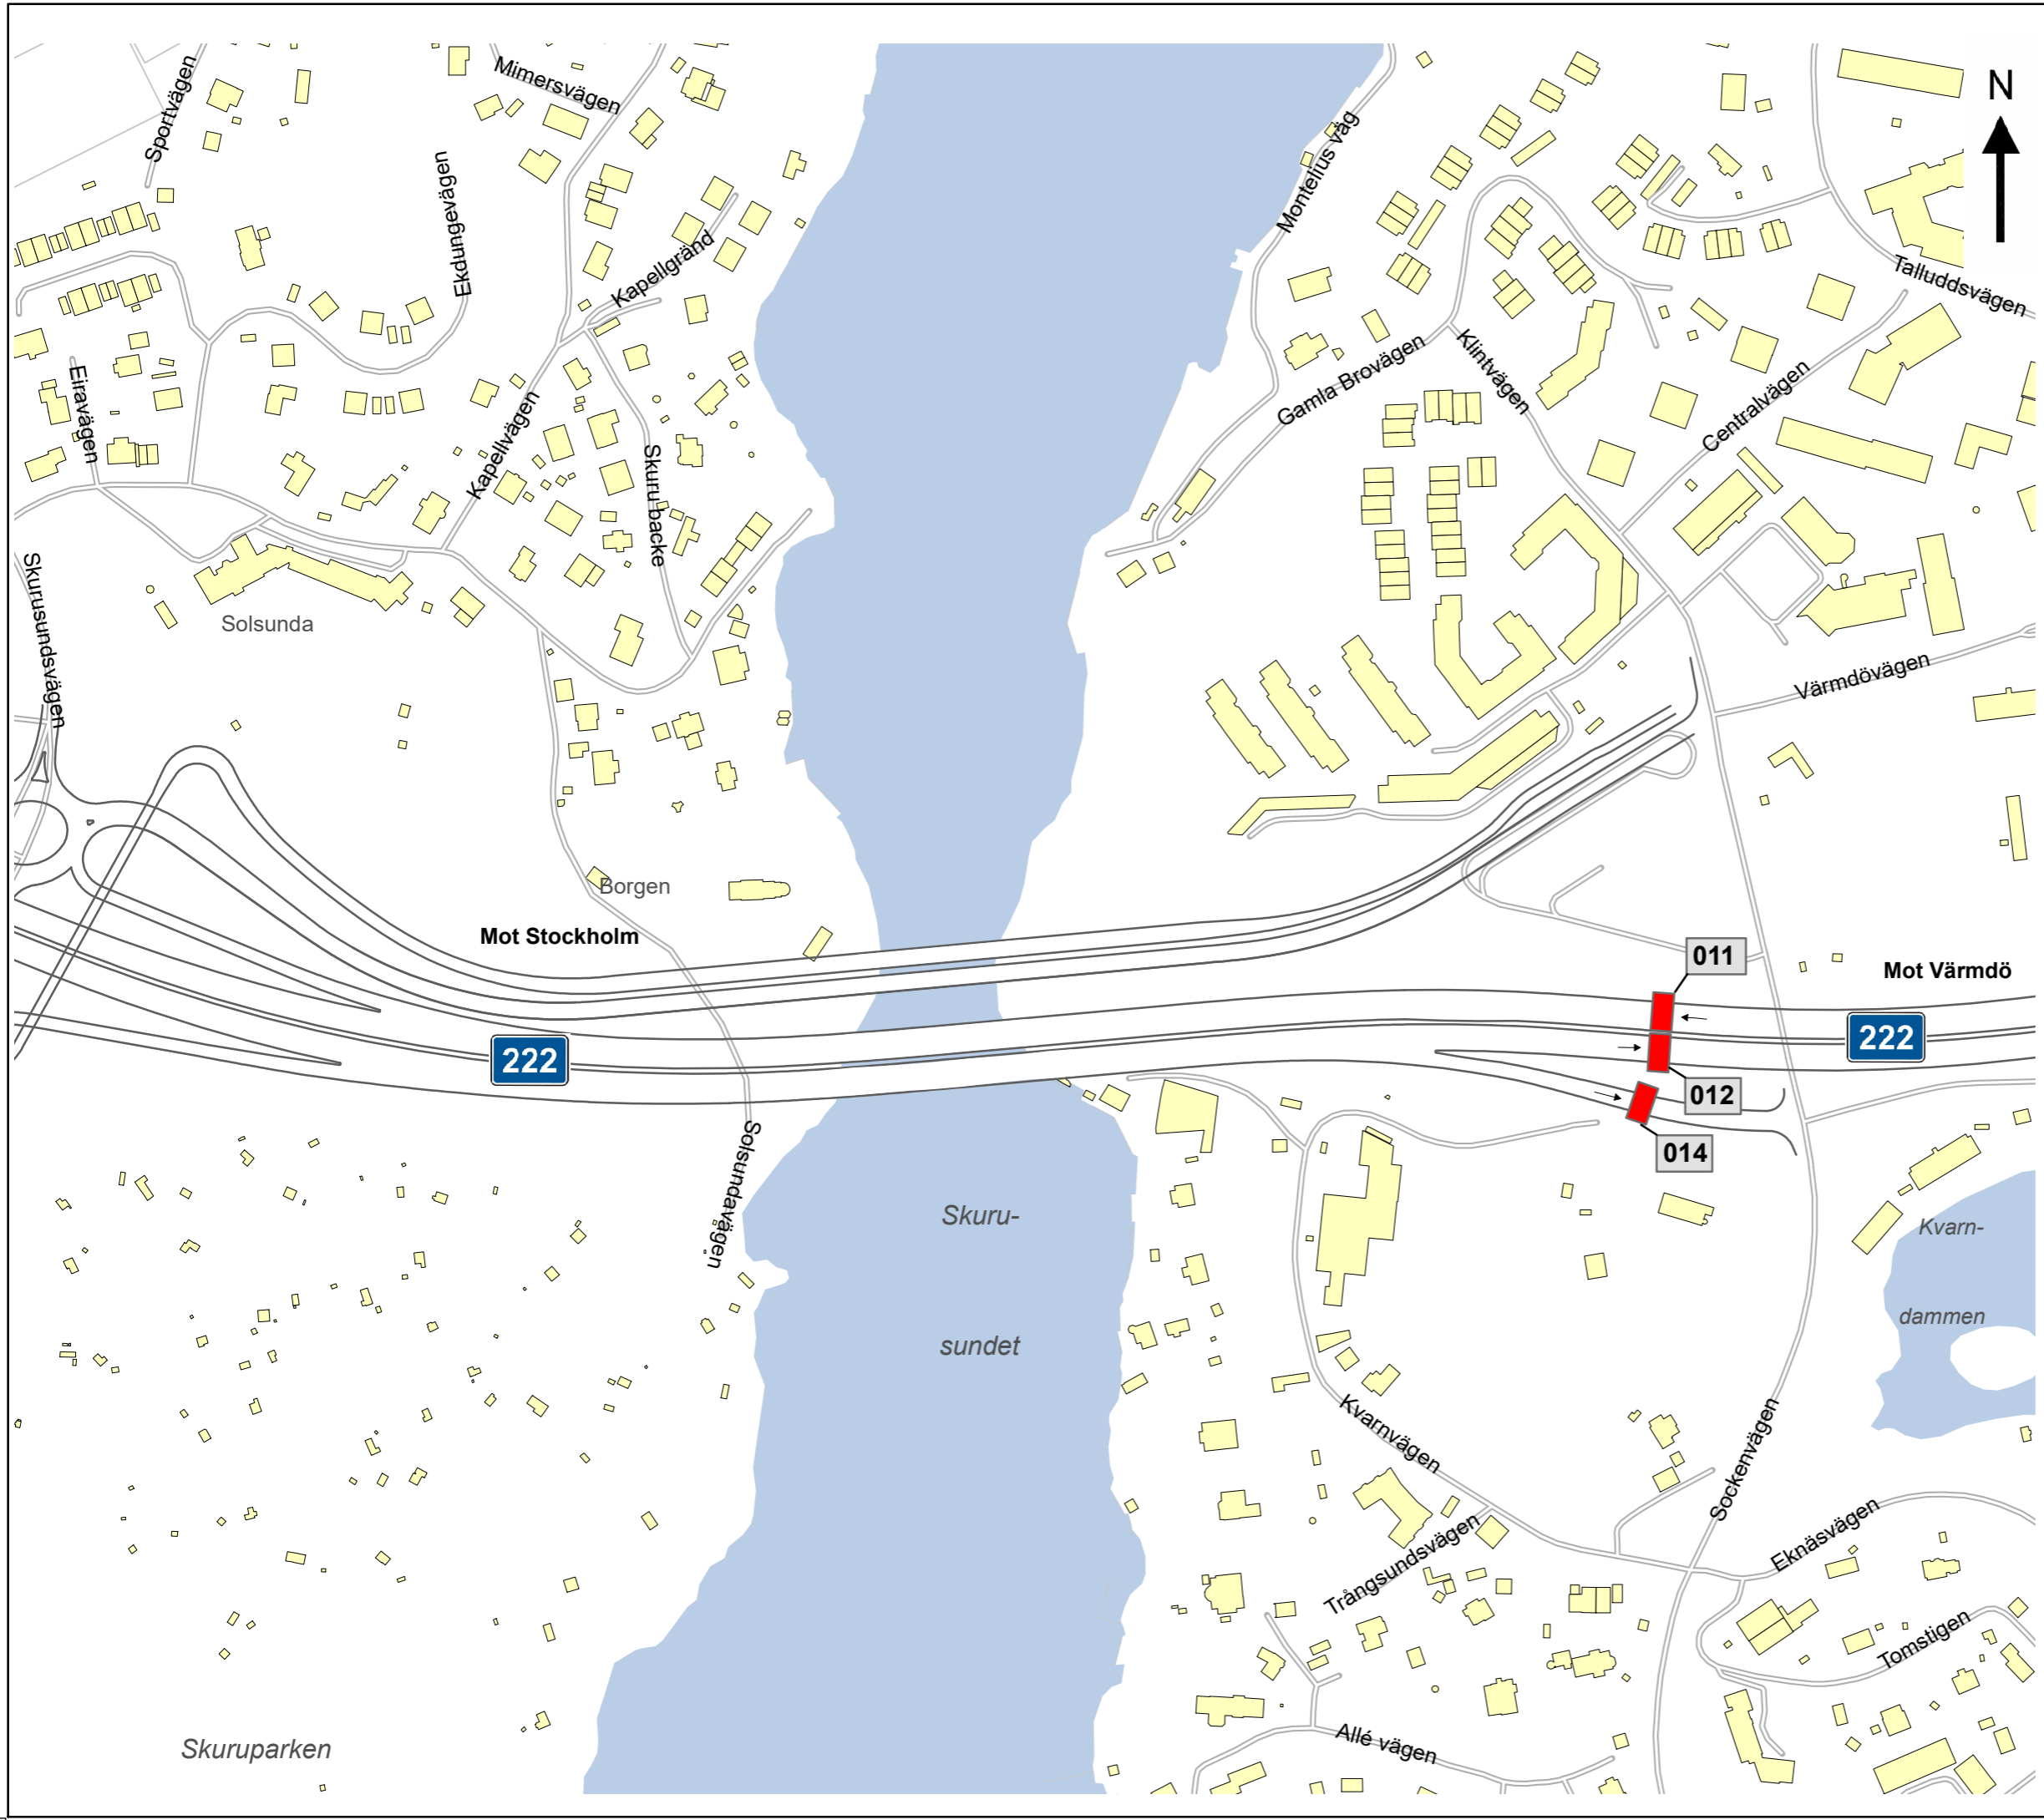 N
Mimersvägen
Sportvägen
Ekdungevägen
Montelius väg
Kapellgränd
Talluddsvägen
Gamla Brovägen
Klintvägen
Eiravägen
Kapellvägen
Centralvägen
Skuru backe
Skurusundsvägen
Solsunda
Värmdövägen
Borgen
Mot Stockholm
011
Mot Värmdö
222
222
012
014
Solsundavägen
Skuru-
sundet
Kvarn-
dammen
Kvarnvägen
Sockenvägen
Trångsundsvägen
Eknäsvägen
Tomstigen
Allé vägen
Skuruparken